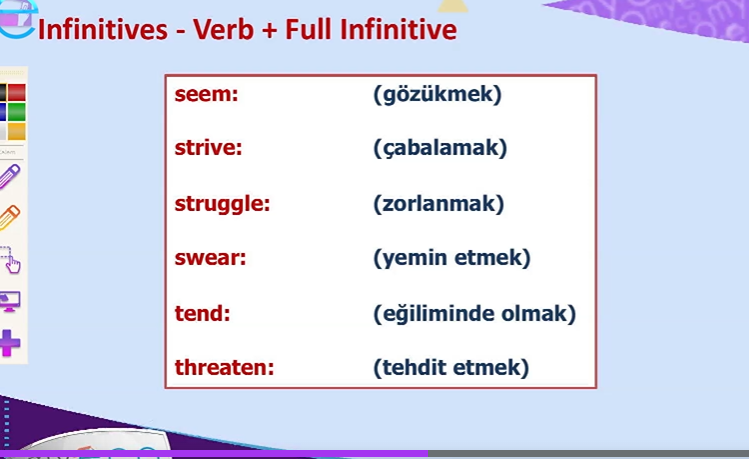 Infinitives - Verb + Full Infinitive
seem: (gözükmek)
strive: (çabalamak)
struggle: (zorlanmak)
swear: (yemin etmek)
tend: (eğiliminde olmak)
threaten: (tehdit etmek)